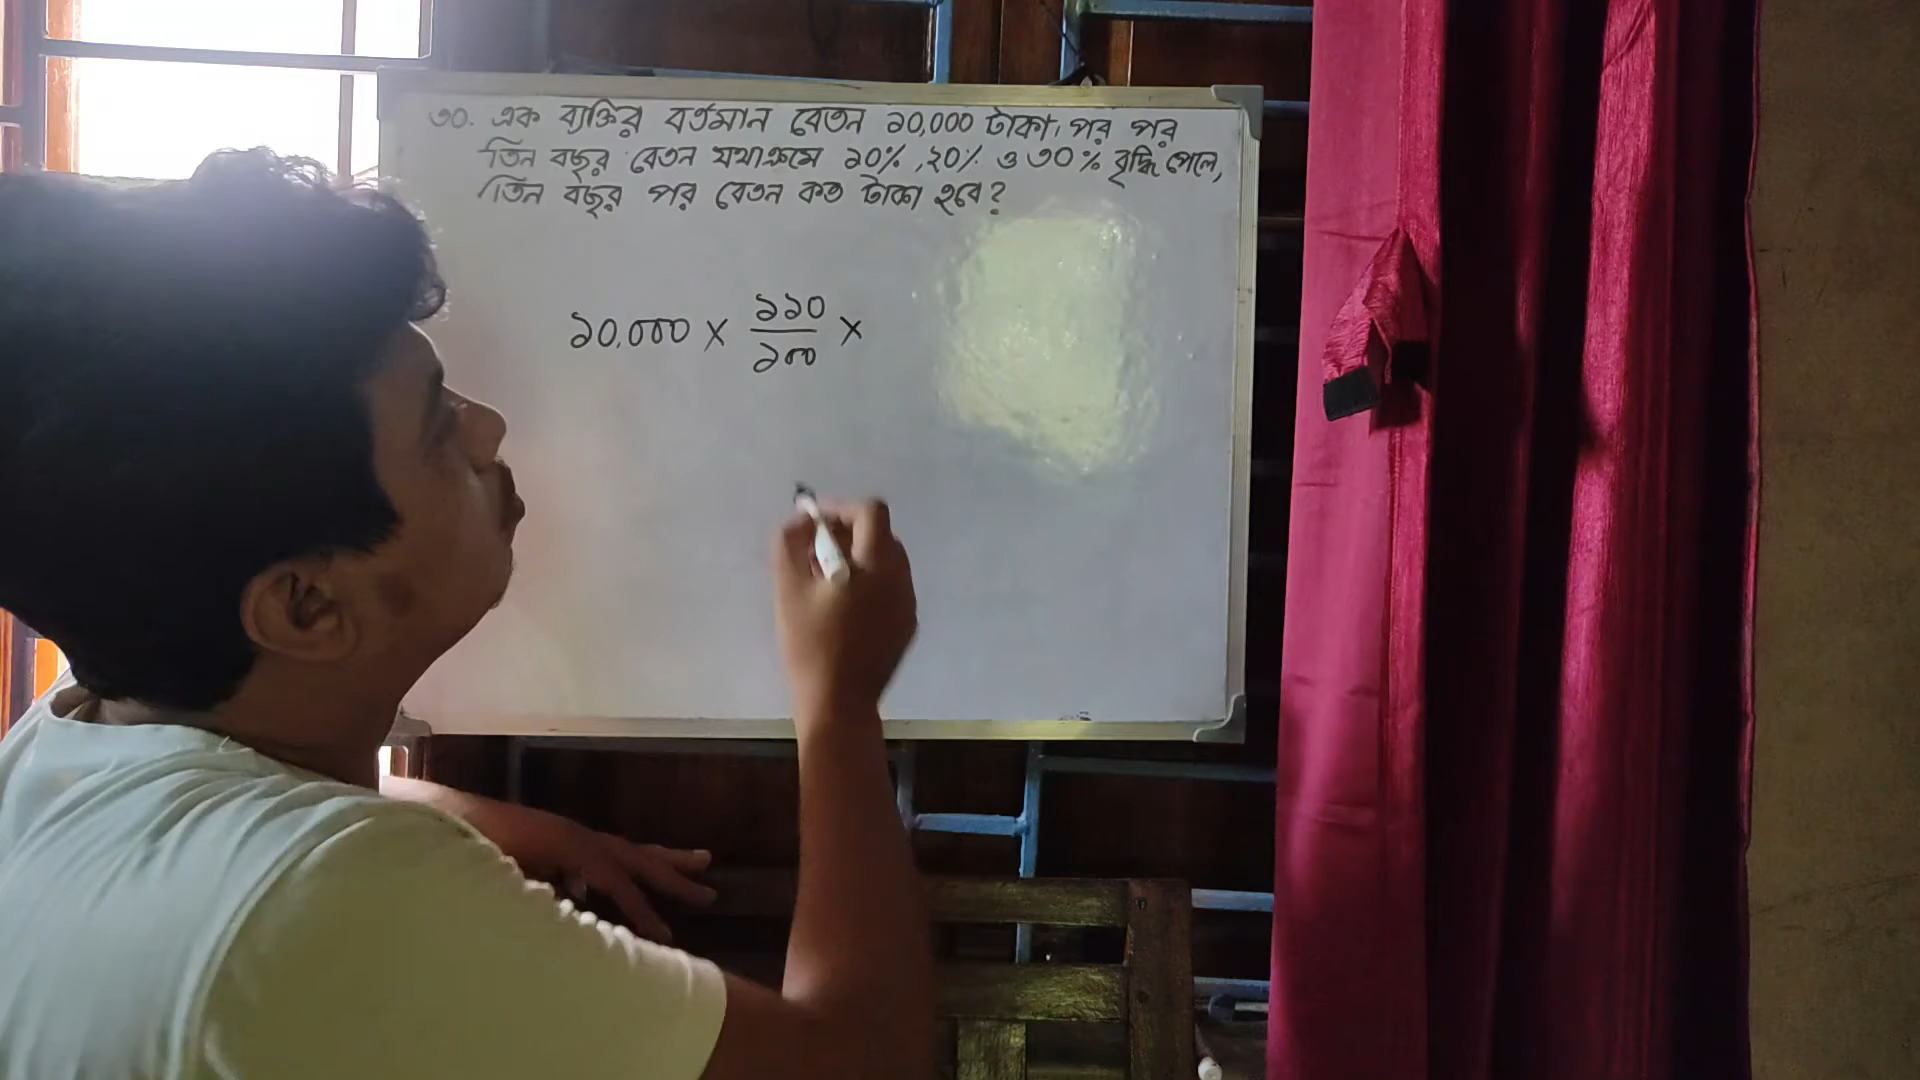 ৩০. এক ব্যক্তির বর্তমান বেতন ১০,০০০ টাকা। পর পর
তিন বছর বেতন যথাক্রমে ১০%, ২০% ও ৩০% বৃদ্ধি পেলে,
তিন বছর পর বেতন কত টাকা হবে?
১০,০০০ × ১১০/১০০ ×